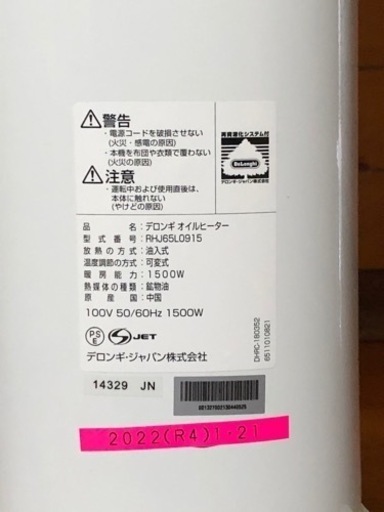 ⚠警告
・電源コードを破損させない
(火災・感電の原因)
・本機を布団や衣類で覆わない
(火災の原因)
⚠注意
・運転中および使用直後は、
本体に触れない
(やけどの原因)
再資源化システム付
DeLonghi
デロンギ・ジャパン株式会社
品名：デロンギ オイルヒーター
型式番号：RHJ65L0915
放熱の方式：油入式
温度調節の方式：可変式
暖房能力：1500W
熱媒体の種類：鉱物油
原産国：中国
100V 50/60Hz 1500W
PS
E
S JET
デロンギ・ジャパン株式会社
DHRC-180352
6511010821
14329 JN
2022(R4)1・21